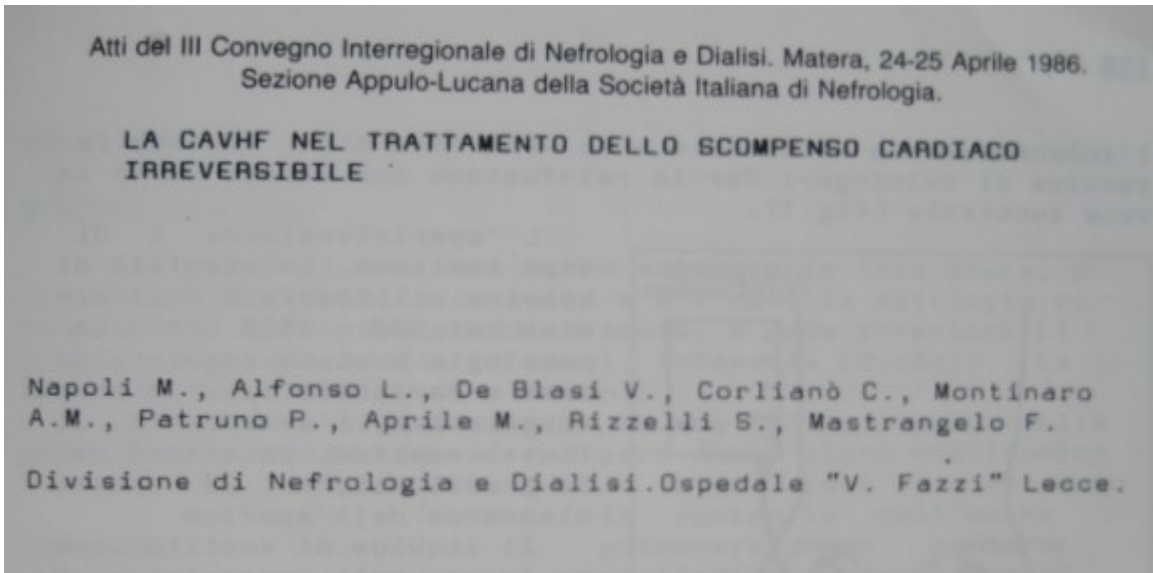 Atti del III Convegno Interregionale di Nefrologia e Dialisi. Matera, 24-25 Aprile 1986.
Sezione Appulo-Lucana della Società Italiana di Nefrologia.
LA CAVHF NEL TRATTAMENTO DELLO SCOMPENSO CARDIACO
IRREVERSIBILE
Napoli M., Alfonso L., De Blasi V., Corlianò C., Montinaro
A.M., Patruno P., Aprile M., Rizzelli S., Mastrangelo F.
Divisione di Nefrologia e Dialisi.Ospedale "V. Fazzi" Lecce.